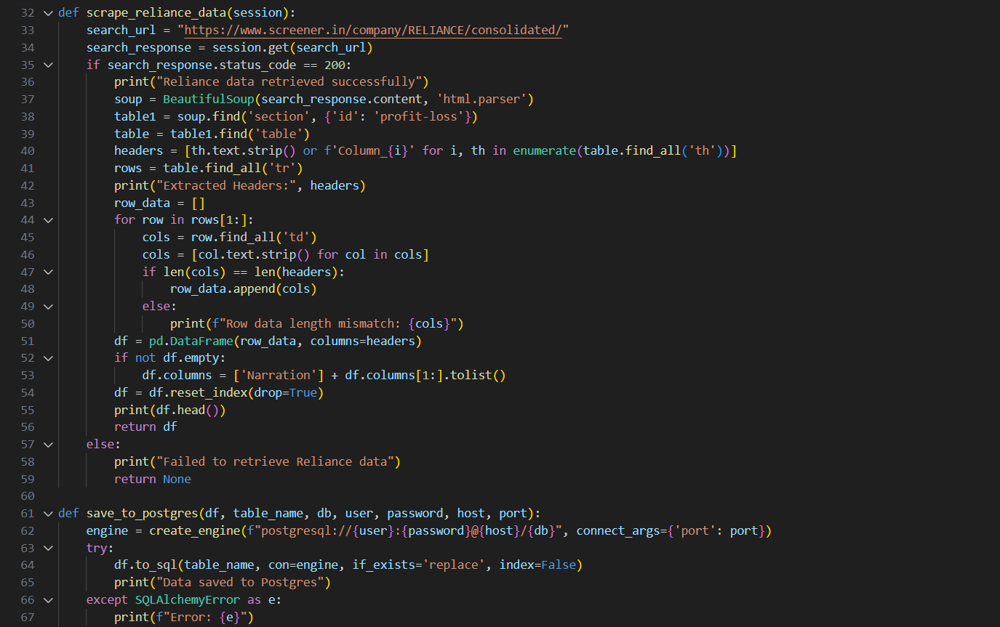 32 def scrape_reliance_data(session):
33     search_url = "https://www.screener.in/company/RELIANCE/consolidated/"
34     search_response = session.get(search_url)
35     if search_response.status_code == 200:
36         print("Reliance data retrieved successfully")
37         soup = BeautifulSoup(search_response.content, 'html.parser')
38         table1 = soup.find('section', {'id': 'profit-loss'})
39         table = table1.find('table')
40         headers = [th.text.strip() or f'Column_{i}' for i, th in enumerate(table.find_all('th'))]
41         rows = table.find_all('tr')
42         print("Extracted Headers:", headers)
43         row_data = []
44         for row in rows[1:]:
45             cols = row.find_all('td')
46             cols = [col.text.strip() for col in cols]
47             if len(cols) == len(headers):
48                 row_data.append(cols)
49             else:
50                 print(f"Row data length mismatch: {cols}")
51         df = pd.DataFrame(row_data, columns=headers)
52         if not df.empty:
53             df.columns = ['Narration'] + df.columns[1:].tolist()
54         df = df.reset_index(drop=True)
55         print(df.head())
56         return df
57     else:
58         print("Failed to retrieve Reliance data")
59         return None
60
61 def save_to_postgres(df, table_name, db, user, password, host, port):
62     engine = create_engine(f"postgresql://{user}:{password}@{host}/{db}", connect_args={'port': port})
63     try:
64         df.to_sql(table_name, con=engine, if_exists='replace', index=False)
65         print("Data saved to Postgres")
66     except SQLAlchemyError as e:
67         print(f"Error: {e}")